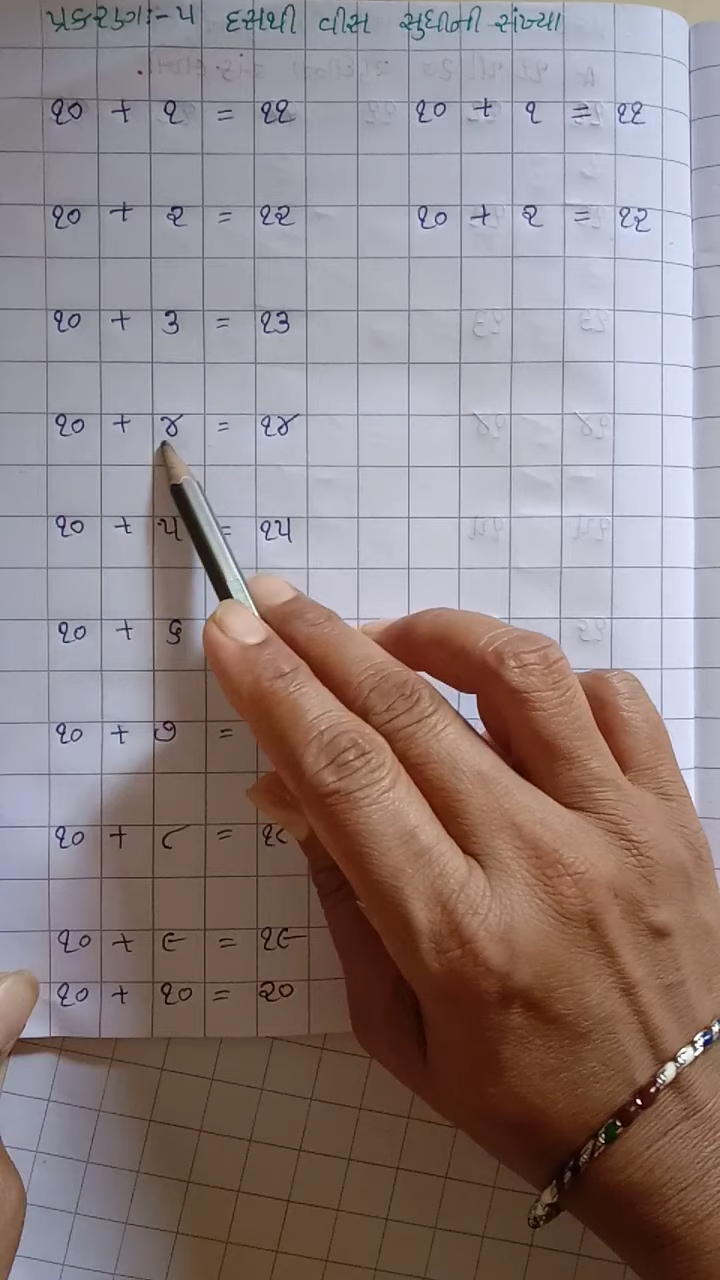 પ્રકરણઃ- ૫ દસથી વીસ સુધીની સંખ્યા
૧૦ + ૧ = ૧૧ ૧૦ + ૧ = ૧૧
૧૦ + ૨ = ૧૨ ૧૦ + ૨ = ૧૨
૧૦ + ૩ = ૧૩
૧૦ + ૪ = ૧૪
૧૦ + ૫ = ૧૫
૧૦ + ૬
૧૦ + ૭ =
૧૦ + ૮ = ૧૮
૧૦ + ૯ = ૧૯
૧૦ + ૧૦ = ૨૦